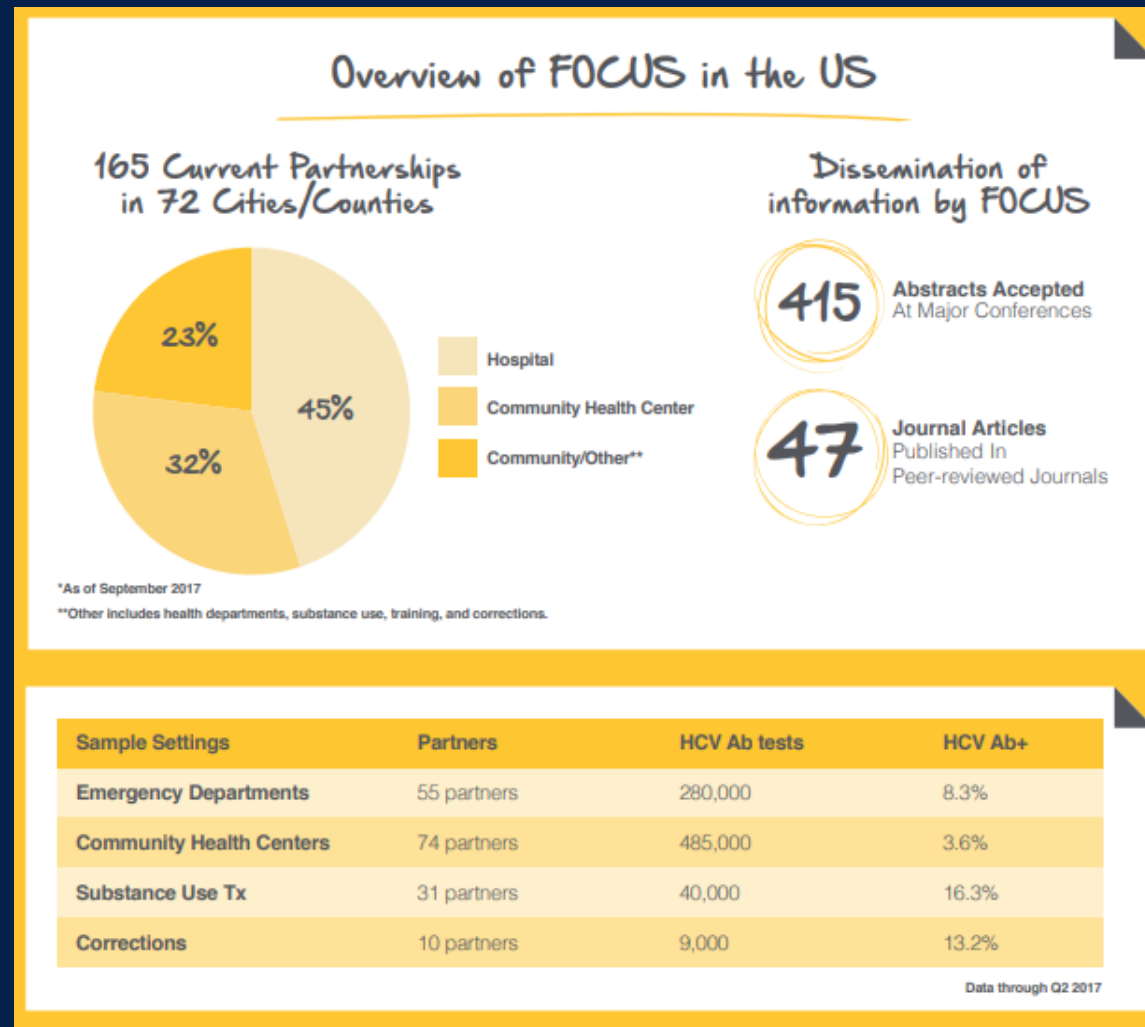 Overview of FOCUS in the US
165 Current Partnerships
in 72 Cities/Counties
23%
45%
32%
Hospital
Community Health Center
Community/Other**
*As of September 2017
**Other includes health departments, substance use, training, and corrections.
Dissemination of
information by FOCUS
415
Abstracts Accepted
At Major Conferences
47
Journal Articles
Published In
Peer-reviewed Journals
Sample Settings Partners HCV Ab tests HCV Ab+
Emergency Departments 55 partners 280,000 8.3%
Community Health Centers 74 partners 485,000 3.6%
Substance Use Tx 31 partners 40,000 16.3%
Corrections 10 partners 9,000 13.2%
Data through Q2 2017